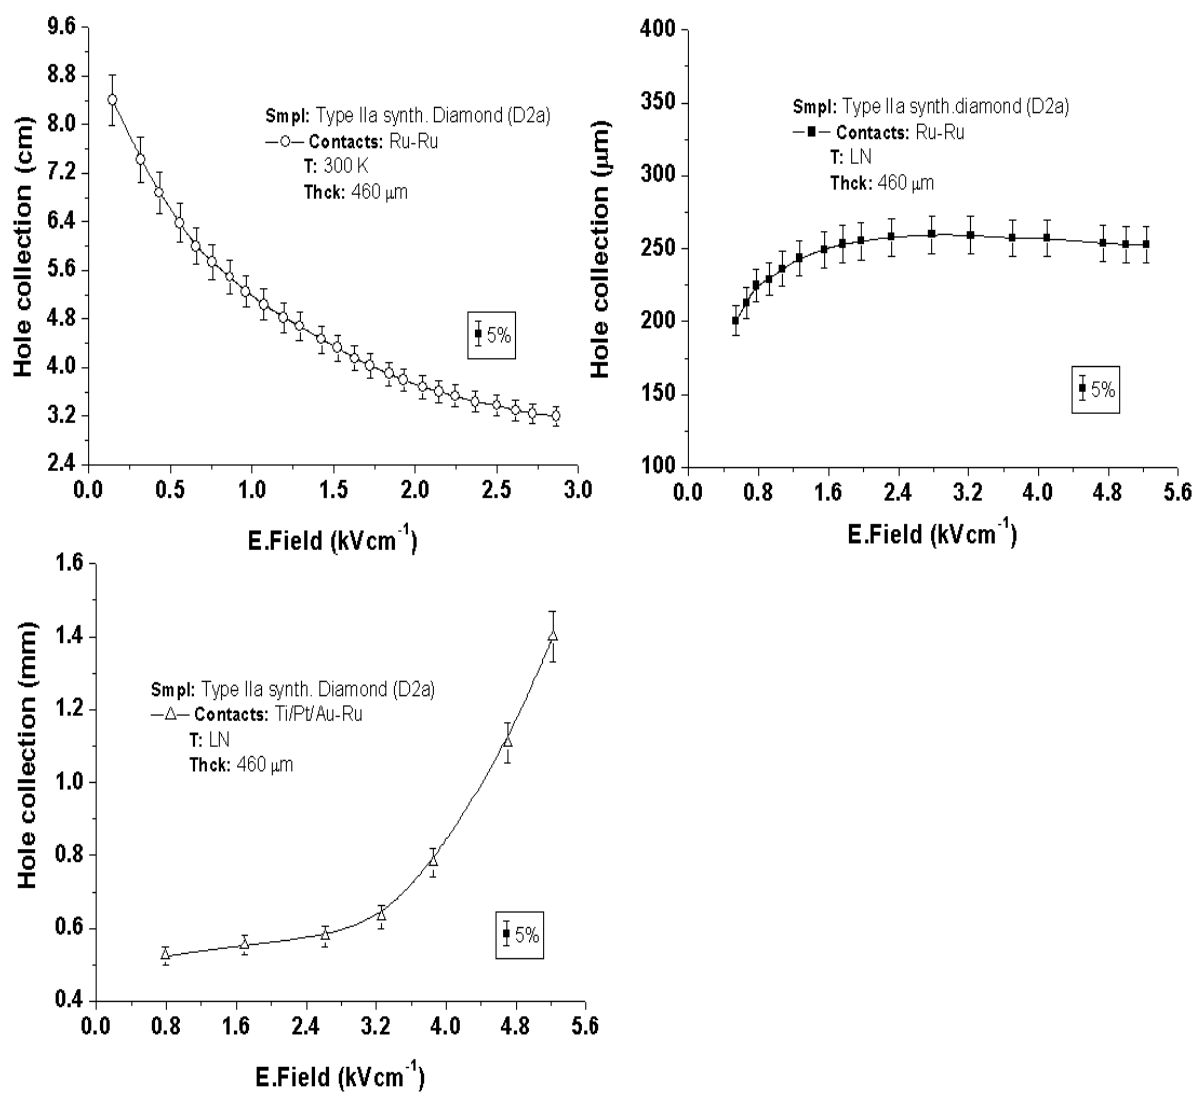 9.6
8.8
8.0
7.2
6.4
5.6
4.8
4.0
3.2
2.4
Hole collection (cm)
Smpl: Type IIa synth. Diamond (D2a)
Contacts: Ru-Ru
T: 300 K
Thck: 460 μm
5%
0.0 0.5 1.0 1.5 2.0 2.5 3.0
E.Field (kVcm⁻¹)
400
350
300
250
200
150
100
Hole collection (μm)
Smpl: Type IIa synth.diamond (D2a)
Contacts: Ru-Ru
T: LN
Thck: 460 μm
5%
0.0 0.8 1.6 2.4 3.2 4.0 4.8 5.6
E.Field (kVcm⁻¹)
1.6
1.4
1.2
1.0
0.8
0.6
0.4
Hole collection (mm)
Smpl: Type IIa synth. Diamond (D2a)
Contacts: Ti/Pt/Au-Ru
T: LN
Thck: 460 μm
5%
0.0 0.8 1.6 2.4 3.2 4.0 4.8 5.6
E.Field (kVcm⁻¹)